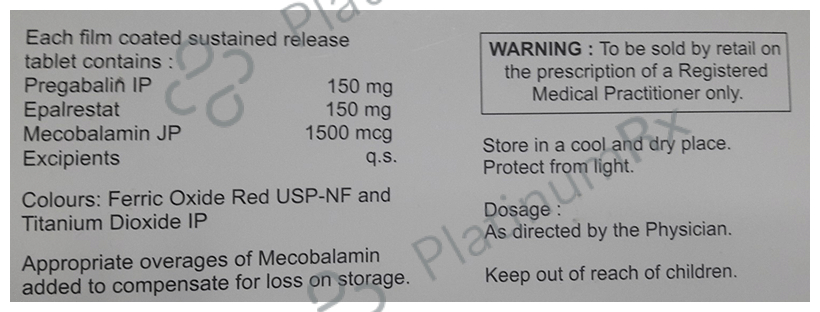 Each film coated sustained release
tablet contains :
Pregabalin IP 150 mg
Epalrestat 150 mg
Mecobalamin JP 1500 mcg
Excipients q.s.
Colours: Ferric Oxide Red USP-NF and
Titanium Dioxide IP
Appropriate overages of Mecobalamin
added to compensate for loss on storage.
WARNING : To be sold by retail on
the prescription of a Registered
Medical Practitioner only.
Store in a cool and dry place.
Protect from light.
Dosage :
As directed by the Physician.
Keep out of reach of children.
PlatinumRx